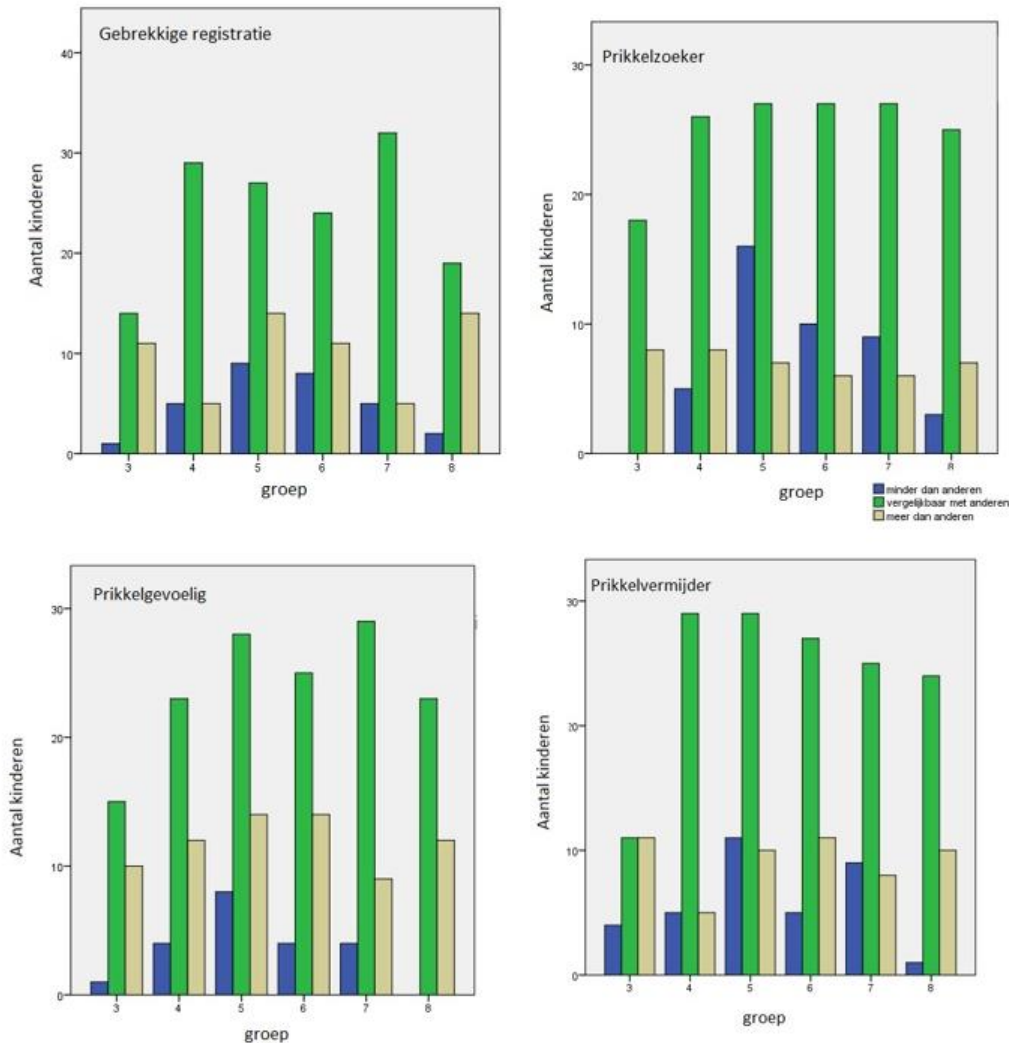 Gebrekkige registratie
Aantal kinderen
40
30
20
10
0
3 4 5 6 7 8
groep
Prikkelzoeker
Aantal kinderen
30
20
10
0
3 4 5 6 7 8
groep
minder dan anderen
vergelijkbaar met anderen
meer dan anderen
Prikkelgevoelig
Aantal kinderen
30
20
10
0
3 4 5 6 7 8
groep
Prikkelvermijder
Aantal kinderen
30
20
10
0
3 4 5 6 7 8
groep